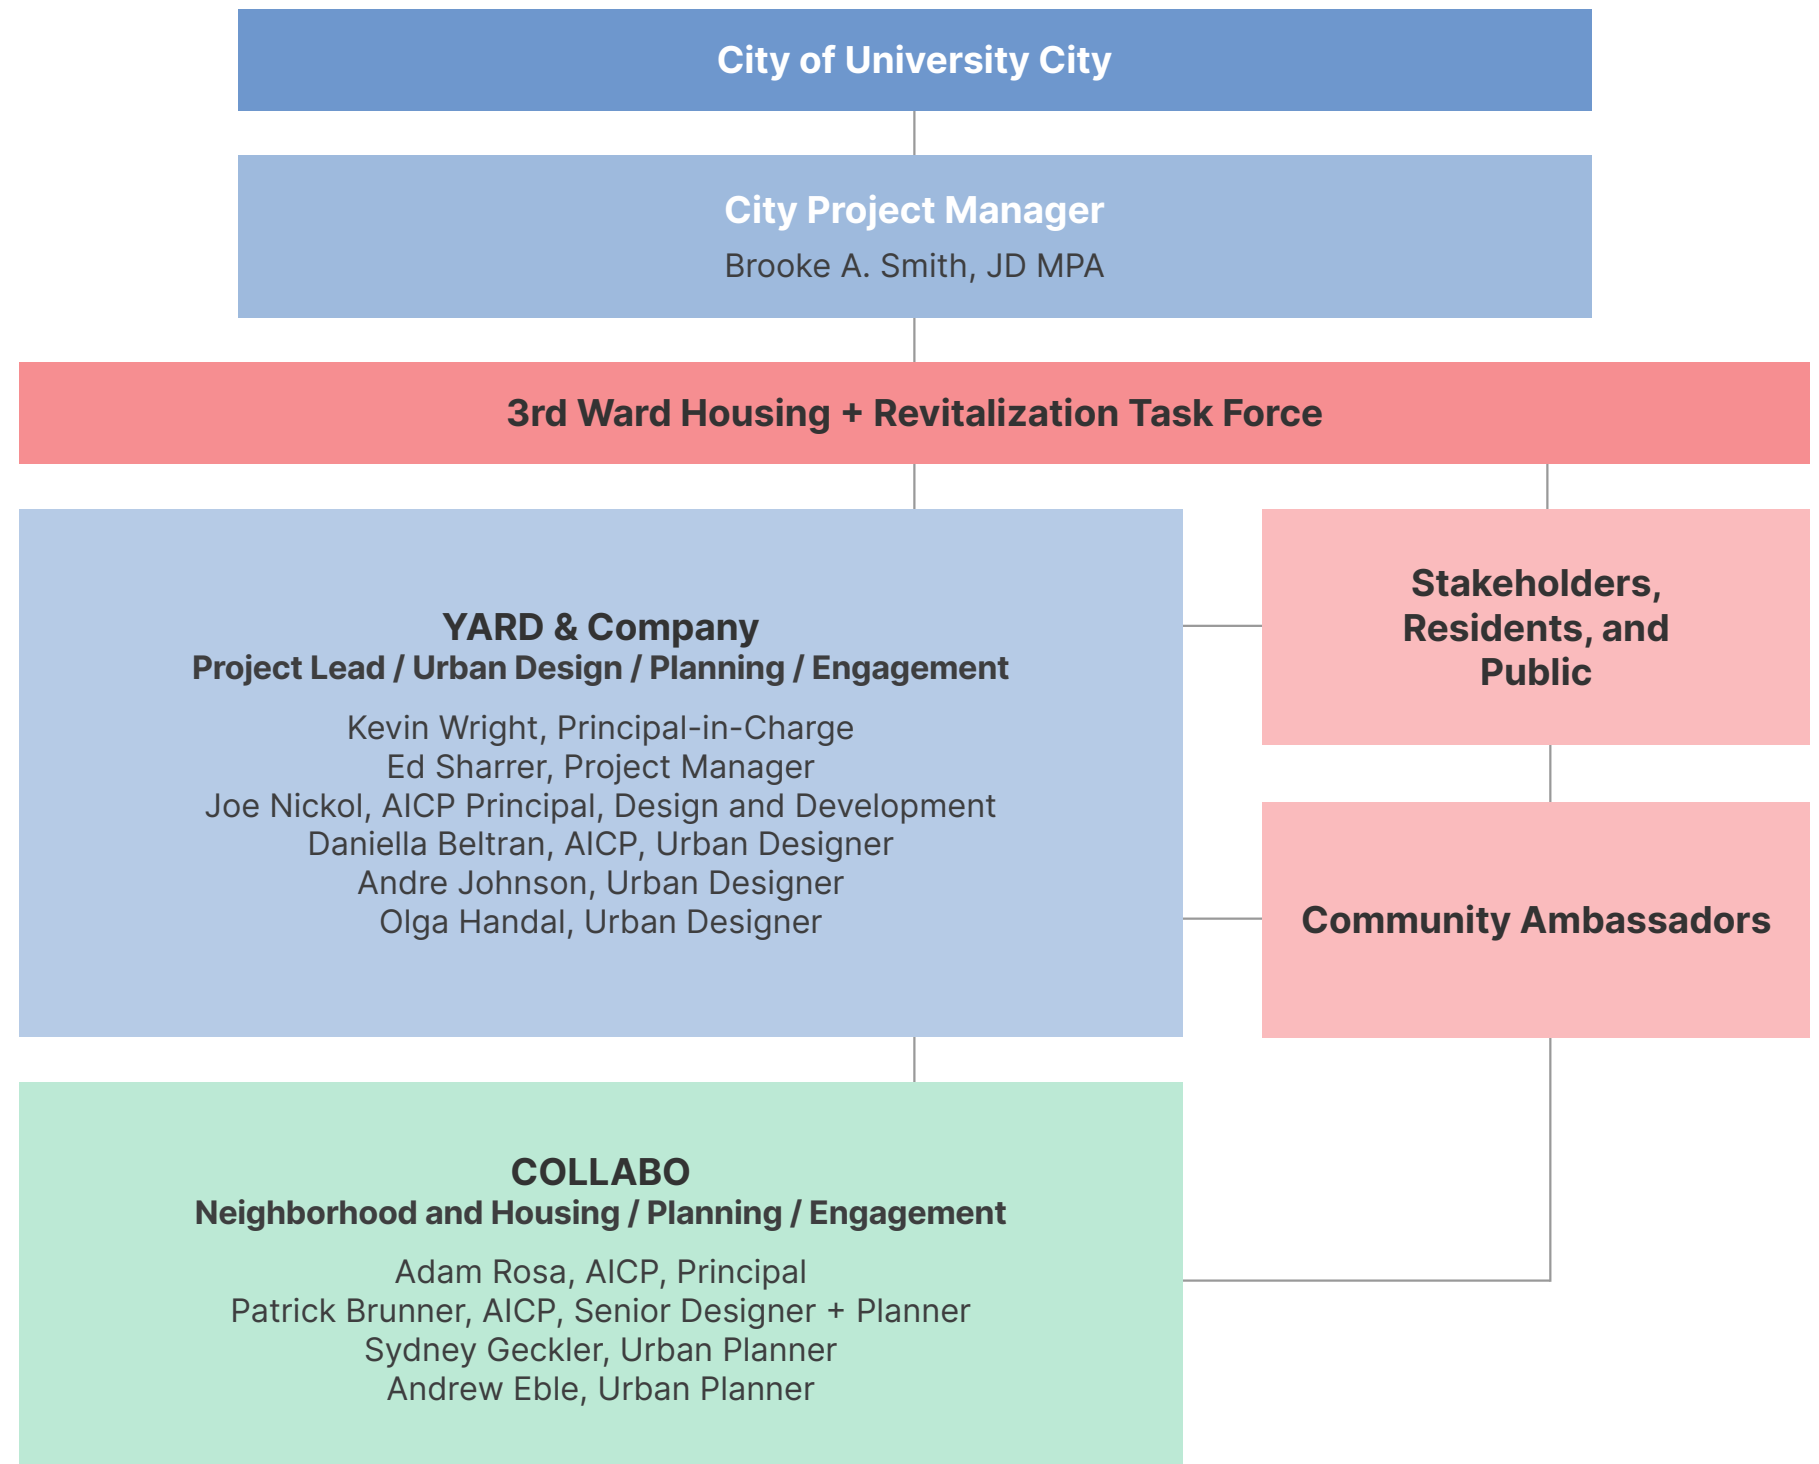 City of University City
City Project Manager
Brooke A. Smith, JD MPA
3rd Ward Housing + Revitalization Task Force
YARD & Company
Project Lead / Urban Design / Planning / Engagement
Kevin Wright, Principal-in-Charge
Ed Sharrer, Project Manager
Joe Nickol, AICP Principal, Design and Development
Daniella Beltran, AICP, Urban Designer
Andre Johnson, Urban Designer
Olga Handal, Urban Designer
Stakeholders,
Residents, and
Public
Community Ambassadors
COLLABO
Neighborhood and Housing / Planning / Engagement
Adam Rosa, AICP, Principal
Patrick Brunner, AICP, Senior Designer + Planner
Sydney Geckler, Urban Planner
Andrew Eble, Urban Planner